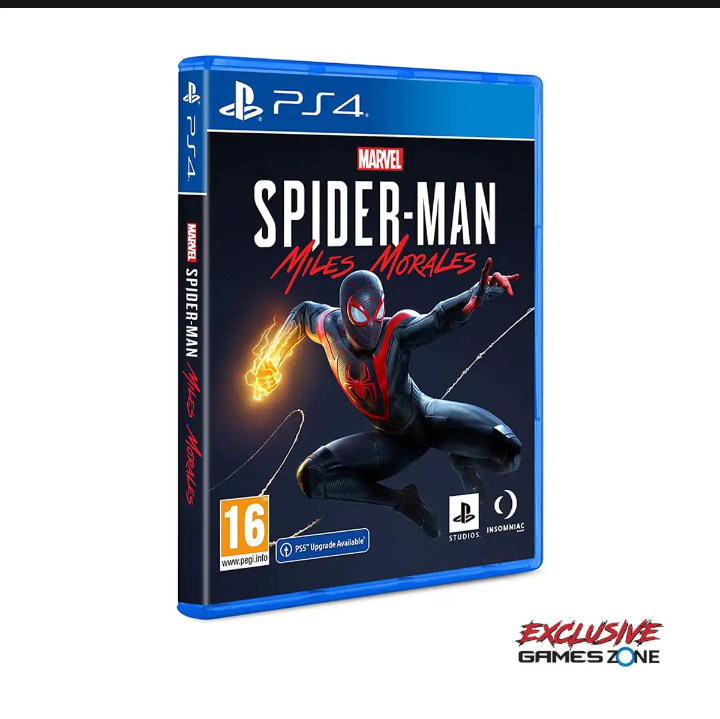 PS4
PS4
MARVEL
SPIDER-MAN
MILES MORALES
MARVEL SPIDER-MAN MILES MORALES
16
www.pegi.info
PS5™ Upgrade Available
STUDIOS
INSOMNIAC
EXCLUSIVE
GAMES ZONE